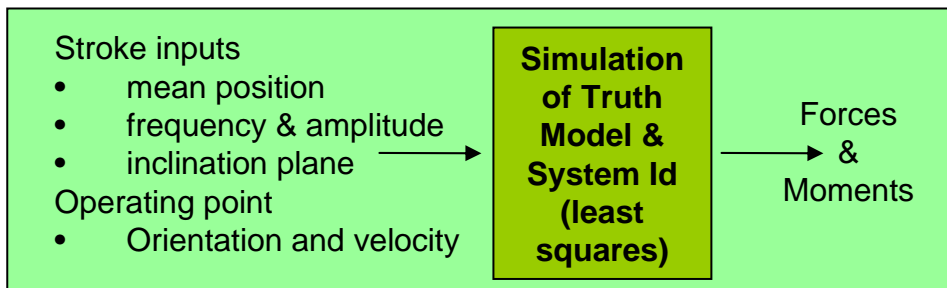 Stroke inputs
• mean position
• frequency & amplitude
• inclination plane
Operating point
• Orientation and velocity
Simulation
of Truth
Model &
System Id
(least
squares)
Forces
&
Moments